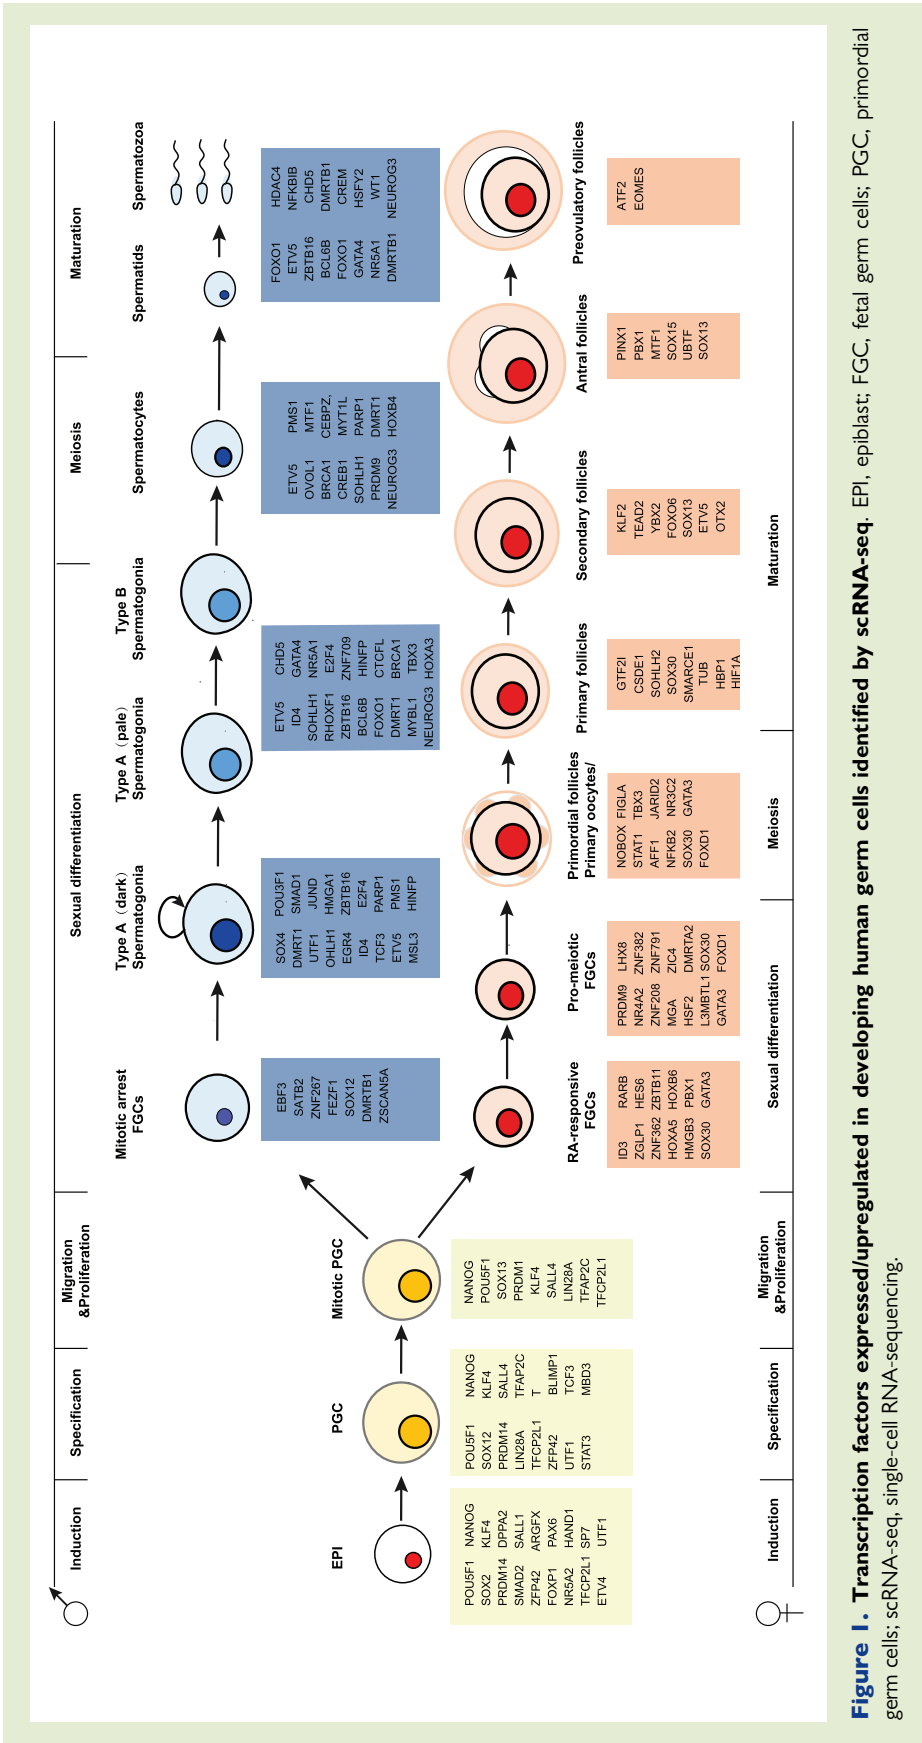 Induction
Specification
Migration
&Proliferation
Sexual differentiation
Meiosis
Maturation
Mitotic arrest
FGCs
Type A（dark）
Spermatogonia
Type A（pale）
Spermatogonia
Type B
Spermatogonia
Spermatocytes
Spermatids
Spermatozoa
EBF3
SATB2
ZNF267
FEZF1
SOX12
DMRTB1
ZSCAN5A
SOX4 POU3F1
DMRT1 SMAD1
UTF1 JUND
OHLH1 HMGA1
EGR4 ZBTB16
ID4 E2F4
TCF3 PARP1
ETV5 PMS1
MSL3 HINFP
ETV5 CHD5
ID4 GATA4
SOHLH1 NR5A1
RHOXF1 E2F4
ZBTB16 ZNF709
BCL6B HINFP
FOXO1 CTCFL
DMRT1 BRCA1
MYBL1 TBX3
NEUROG3 HOXA3
ETV5 PMS1
OVOL1 MTF1
BRCA1 CEBPZ,
CREB1 MYT1L
SOHLH1 PARP1
PRDM9 DMRT1
NEUROG3 HOXB4
FOXO1 HDAC4
ETV5 NFKBIB
ZBTB16 CHD5
BCL6B DMRTB1
FOXO1 CREM
GATA4 HSFY2
NR5A1 WT1
DMRTB1 NEUROG3
EPI
PGC
Mitotic PGC
POU5F1 NANOG
SOX2 KLF4
PRDM14 DPPA2
SMAD2 SALL1
ZFP42 ARGFX
FOXP1 PAX6
NR5A2 HAND1
TFCP2L1 SP7
ETV4 UTF1
POU5F1 NANOG
SOX12 KLF4
PRDM14 SALL4
LIN28A TFAP2C
TFCP2L1 T
ZFP42 BLIMP1
UTF1 TCF3
STAT3 MBD3
NANOG
POU5F1
SOX13
PRDM1
KLF4
SALL4
LIN28A
TFAP2C
TFCP2L1
RA-responsive
FGCs
Pro-meiotic
FGCs
Primordial follicles
Primary oocytes/
Primary follicles
Secondary follicles
Antral follicles
Preovulatory follicles
ID3 RARB
ZGLP1 HES6
ZNF362 ZBTB11
HOXA5 HOXB6
HMGB3 PBX1
SOX30 GATA3
PRDM9 LHX8
NR4A2 ZNF382
ZNF208 ZNF791
MGA ZIC4
HSF2 DMRTA2
L3MBTL1 SOX30
GATA3 FOXD1
NOBOX FIGLA
STAT1 TBX3
AFF1 JARID2
NFKB2 NR3C2
SOX30 GATA3
FOXD1
GTF2I
CSDE1
SOHLH2
SOX30
SMARCE1
TUB
HBP1
HIF1A
KLF2
TEAD2
YBX2
FOXO6
SOX13
ETV5
OTX2
PINX1
PBX1
MTF1
SOX15
UBTF
SOX13
ATF2
EOMES
Induction
Specification
Migration
&Proliferation
Sexual differentiation
Meiosis
Maturation
Figure 1. Transcription factors expressed/upregulated in developing human germ cells identified by scRNA-seq. EPI, epiblast; FGC, fetal germ cells; PGC, primordial
germ cells; scRNA-seq, single-cell RNA-sequencing.